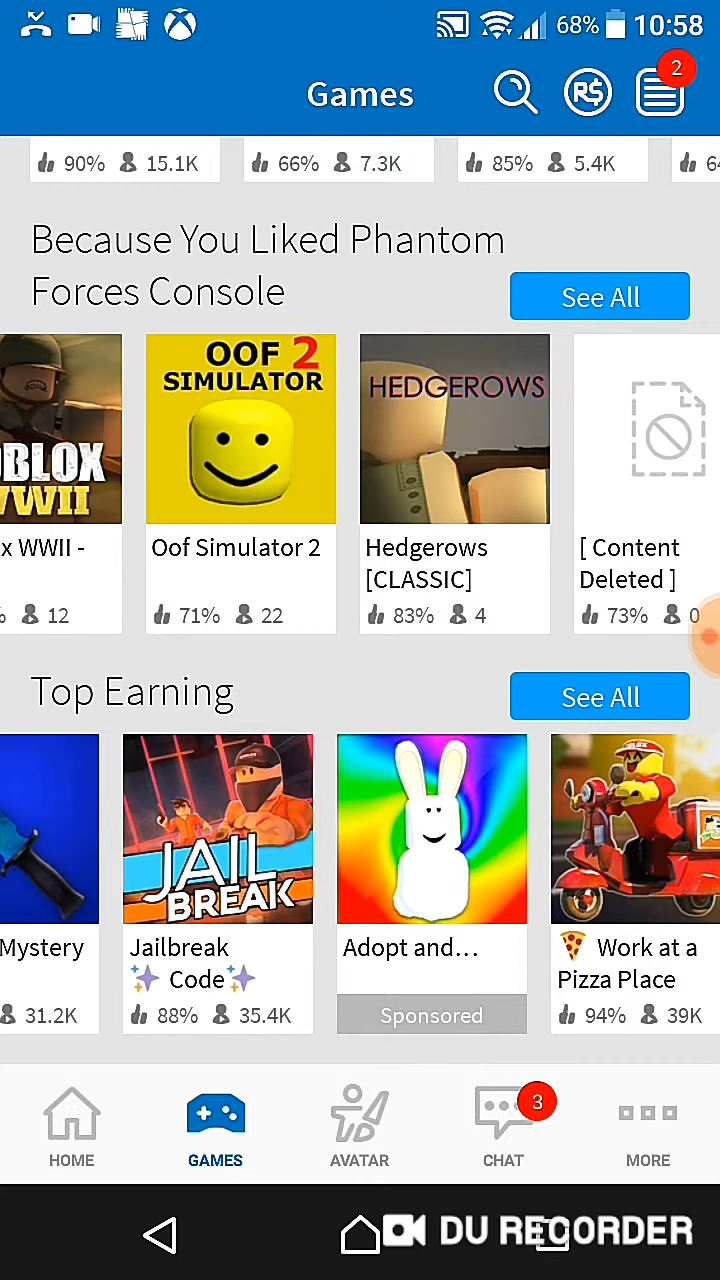 68% 10:58
Games
R$
2
90% 15.1K
66% 7.3K
85% 5.4K
64
Because You Liked Phantom
Forces Console
See All
BLOX
WWII
OOF 2
SIMULATOR
HEDGEROWS
x WWII -
Oof Simulator 2
Hedgerows
[CLASSIC]
[ Content
Deleted ]
% 12
71% 22
83% 4
73% 0
Top Earning
See All
JAIL
BREAK
Mystery
Jailbreak
✨ Code✨
Adopt and...
🍕 Work at a
Pizza Place
31.2K
88% 35.4K
Sponsored
94% 39K
3
HOME
GAMES
AVATAR
CHAT
MORE
DU RECORDER